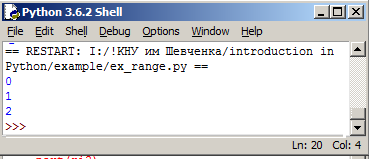 Python 3.6.2 Shell
File Edit Shell Debug Options Window Help
== RESTART: I:/!КНУ им Шевченка/introduction in
Python/example/ex_range.py ==
0
1
2
>>>
Ln: 20 Col: 4